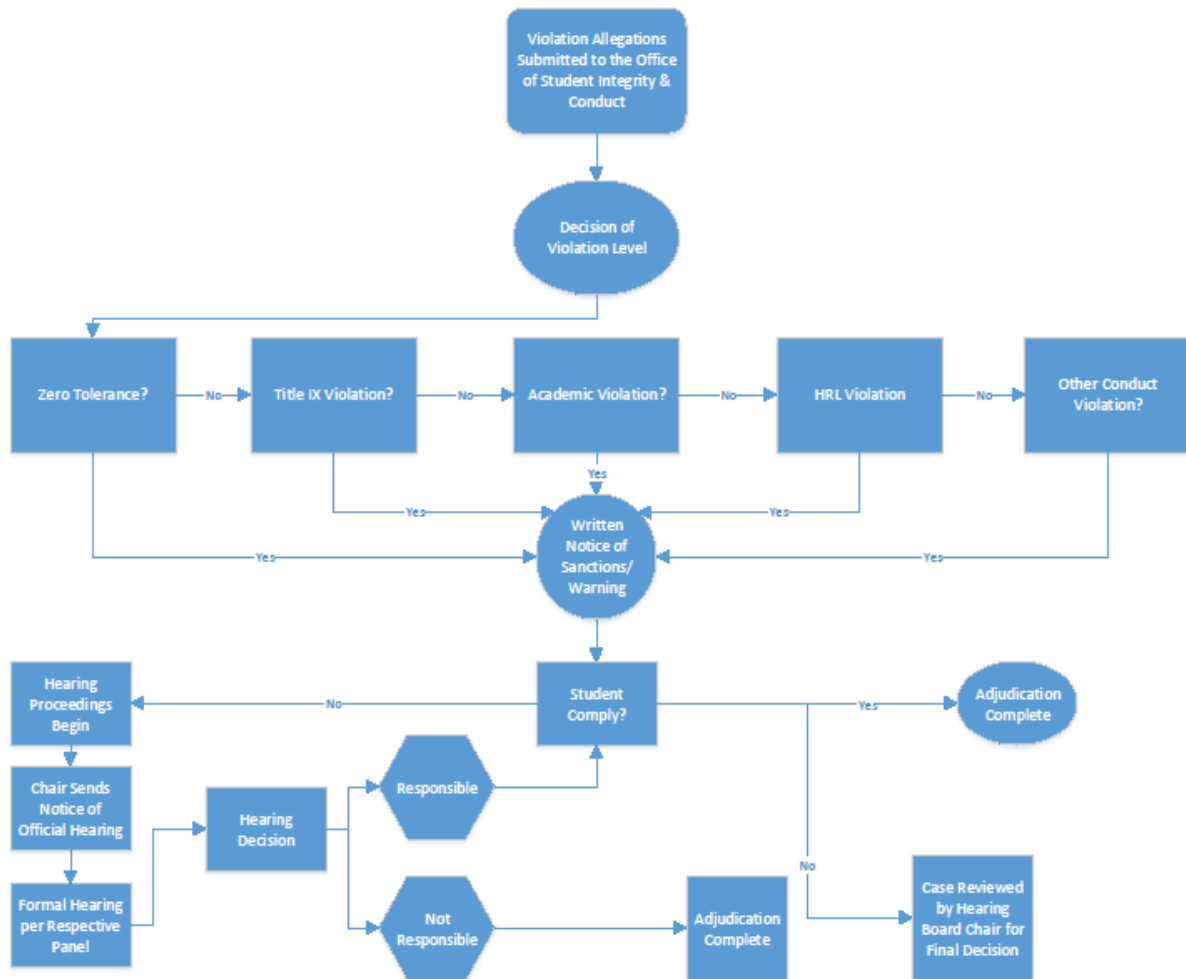 Violation Allegations
Submitted to the Office
of Student Integrity &
Conduct
Decision of
Violation Level
Zero Tolerance?
No
Title IX Violation?
No
Academic Violation?
No
HRL Violation
No
Other Conduct
Violation?
Yes
Yes
Yes
Yes
Yes
Written
Notice of
Sanctions/
Warning
Hearing
Proceedings
Begin
No
Student
Comply?
Yes
Adjudication
Complete
Chair Sends
Notice of
Official Hearing
Hearing
Decision
Responsible
No
Formal Hearing
per Respective
Panel
Not
Responsible
Adjudication
Complete
Case Reviewed
by Hearing
Board Chair for
Final Decision